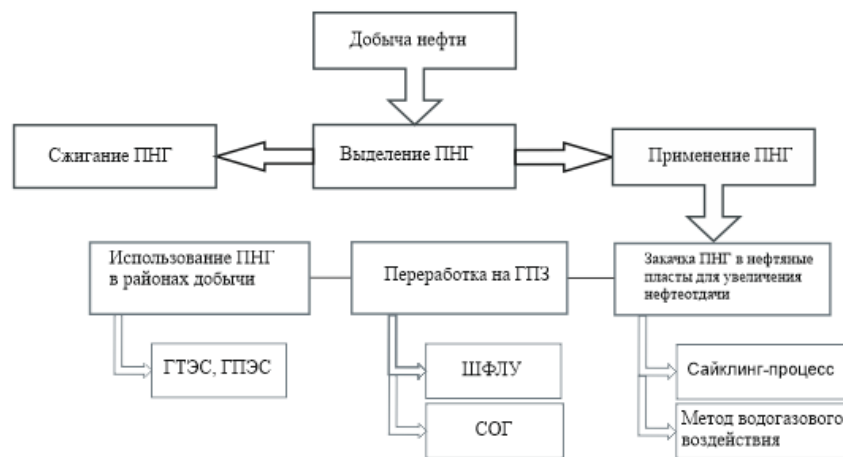 Добыча нефти
Сжигание ПНГ
Выделение ПНГ
Применение ПНГ
Использование ПНГ
в районах добычи
Переработка на ГПЗ
Закачка ПНГ в нефтяные
пласты для увеличения
нефтеотдачи
ГТЭС, ГПЭС
ШФЛУ
Сайклинг-процесс
СОГ
Метод водогазового
воздействия